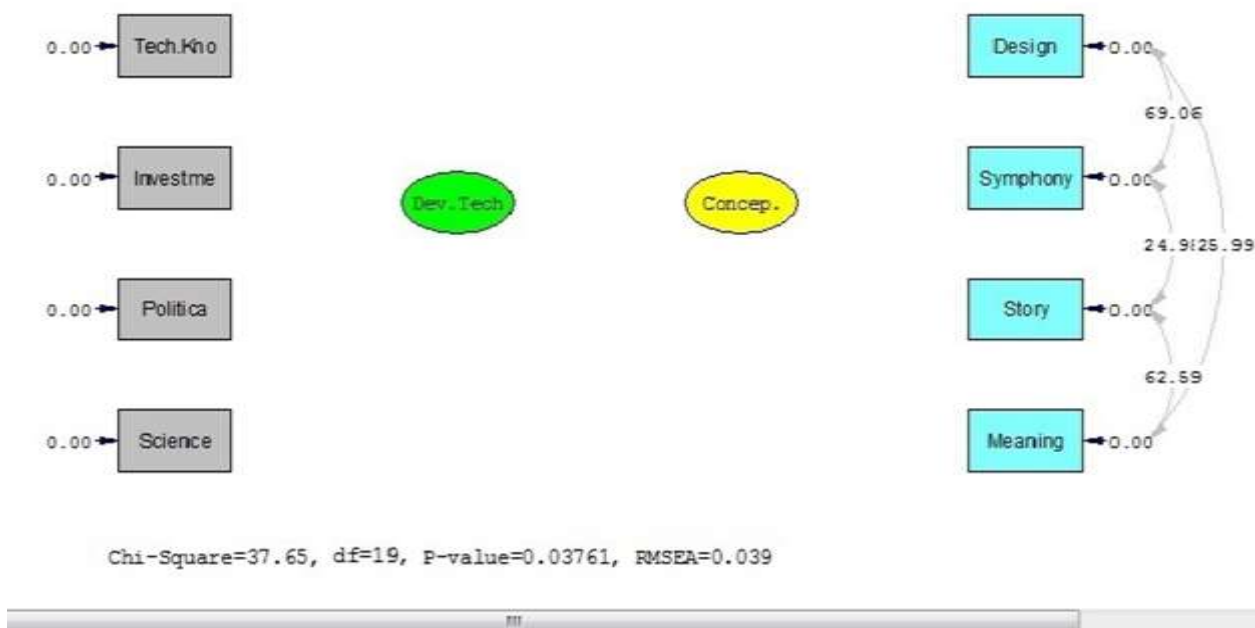 0.00 Tech.Kno
Design 0.00
69.06
0.00 Investme
Dev.Tech
Concep.
Symphony 0.00
24.98 25.99
0.00 Politica
Story 0.00
62.59
0.00 Science
Meaning 0.00
Chi-Square=37.65, df=19, P-value=0.03761, RMSEA=0.039